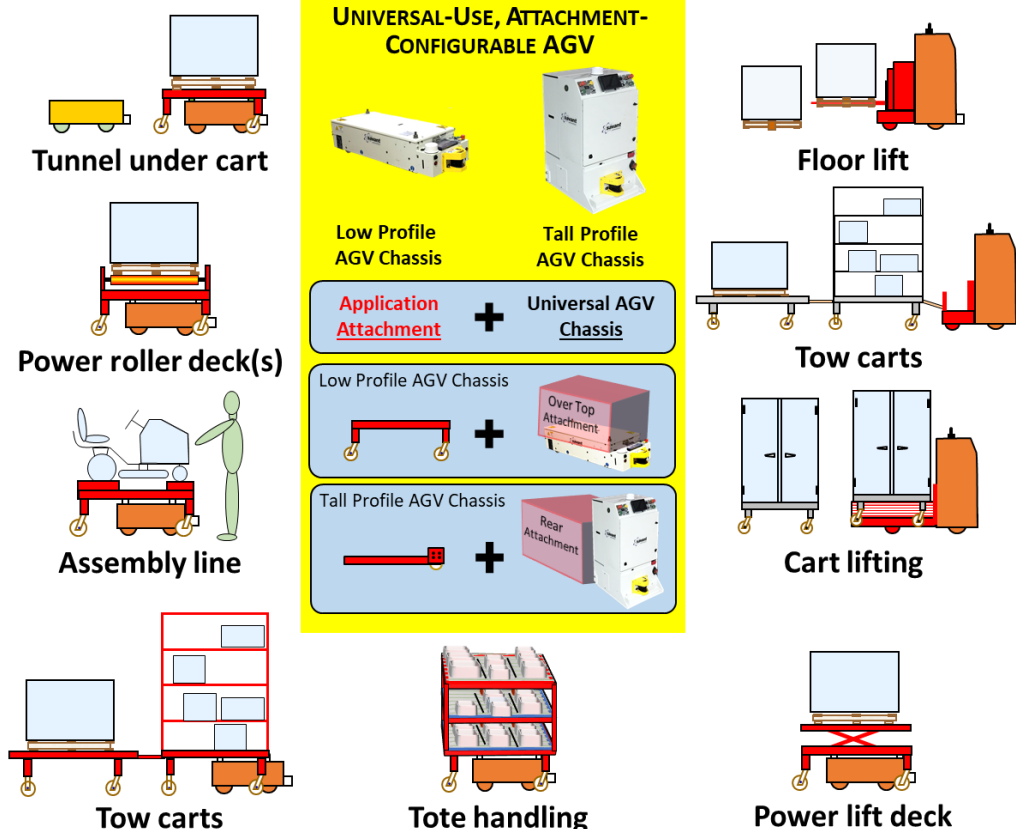 UNIVERSAL-USE, ATTACHMENT-
CONFIGURABLE AGV
Low Profile
AGV Chassis
Tall Profile
AGV Chassis
Application
Attachment
+
Universal AGV
Chassis
Low Profile AGV Chassis
+
Over Top
Attachment
Tall Profile AGV Chassis
+
Rear
Attachment
Tunnel under cart
Power roller deck(s)
Assembly line
Tow carts
Tote handling
Floor lift
Tow carts
Cart lifting
Power lift deck